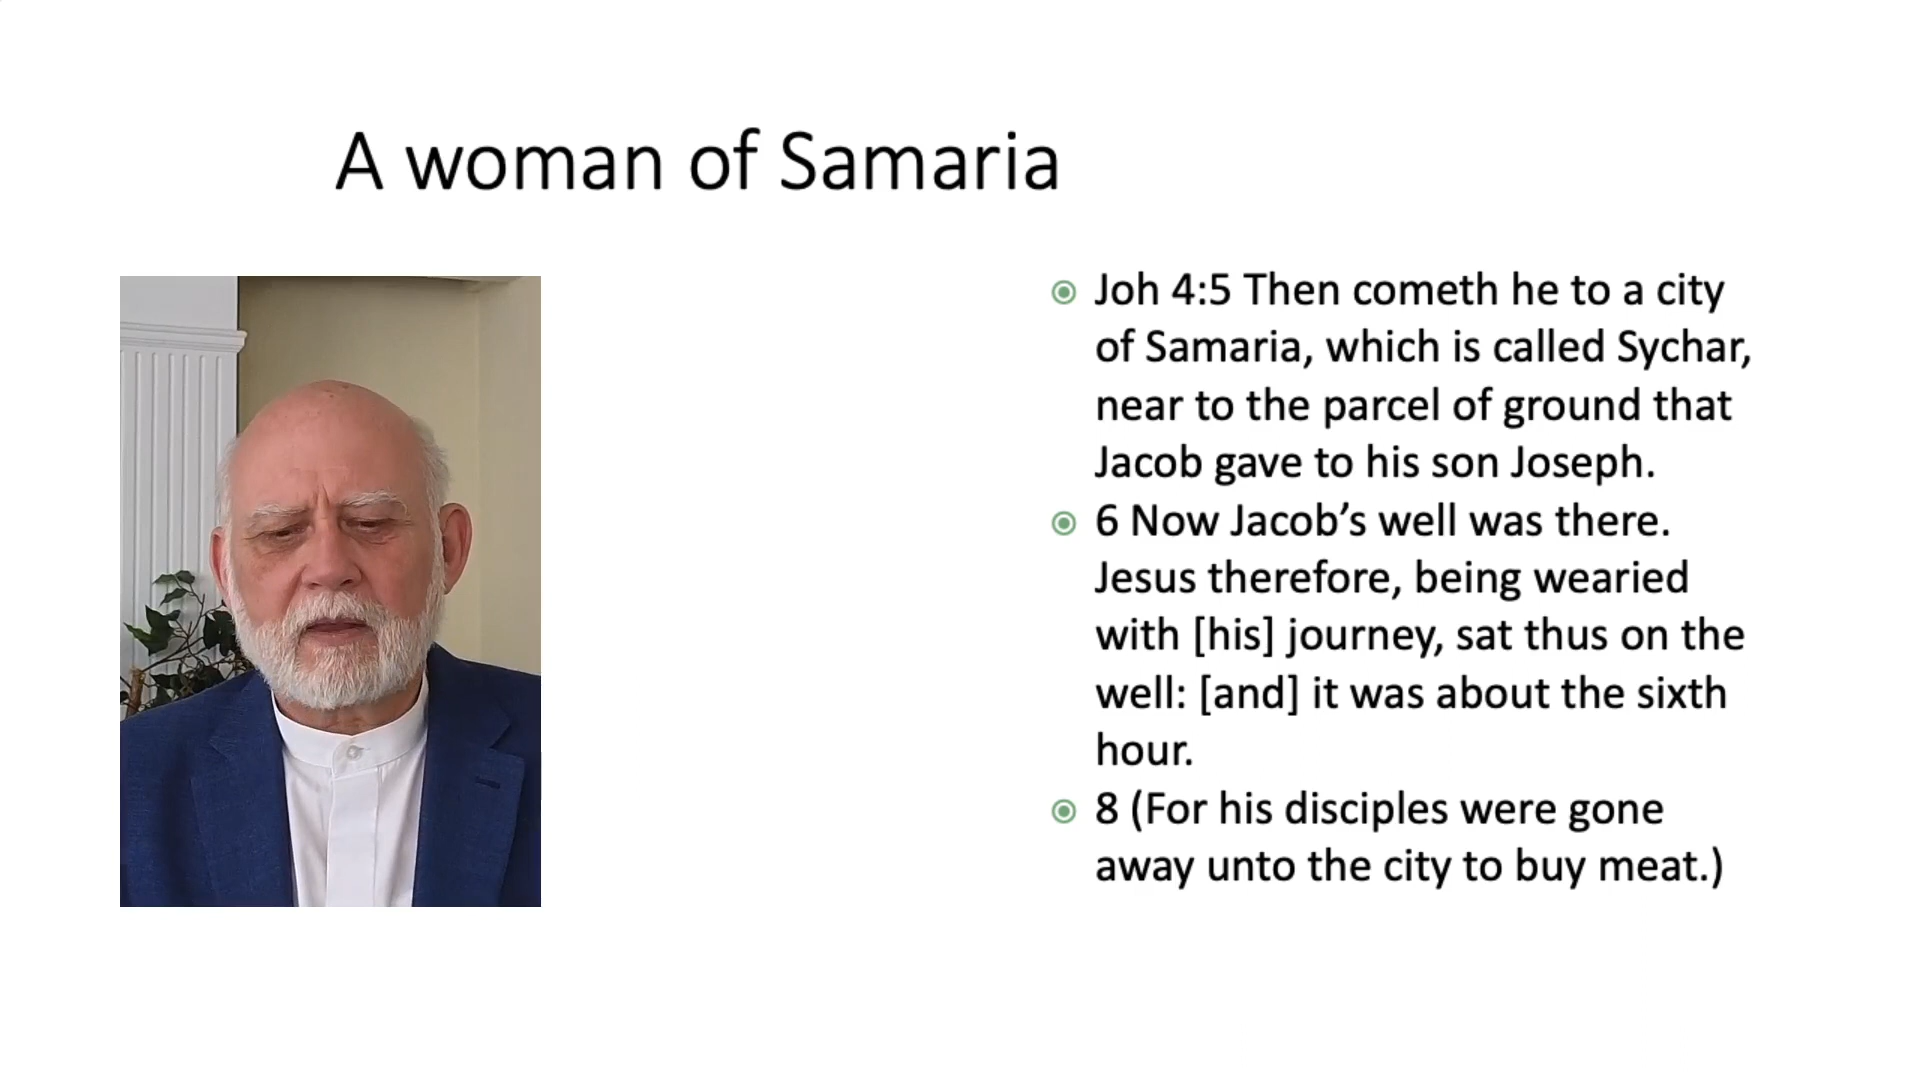 A woman of Samaria
Joh 4:5 Then cometh he to a city
of Samaria, which is called Sychar,
near to the parcel of ground that
Jacob gave to his son Joseph.
6 Now Jacob’s well was there.
Jesus therefore, being wearied
with [his] journey, sat thus on the
well: [and] it was about the sixth
hour.
8 (For his disciples were gone
away unto the city to buy meat.)